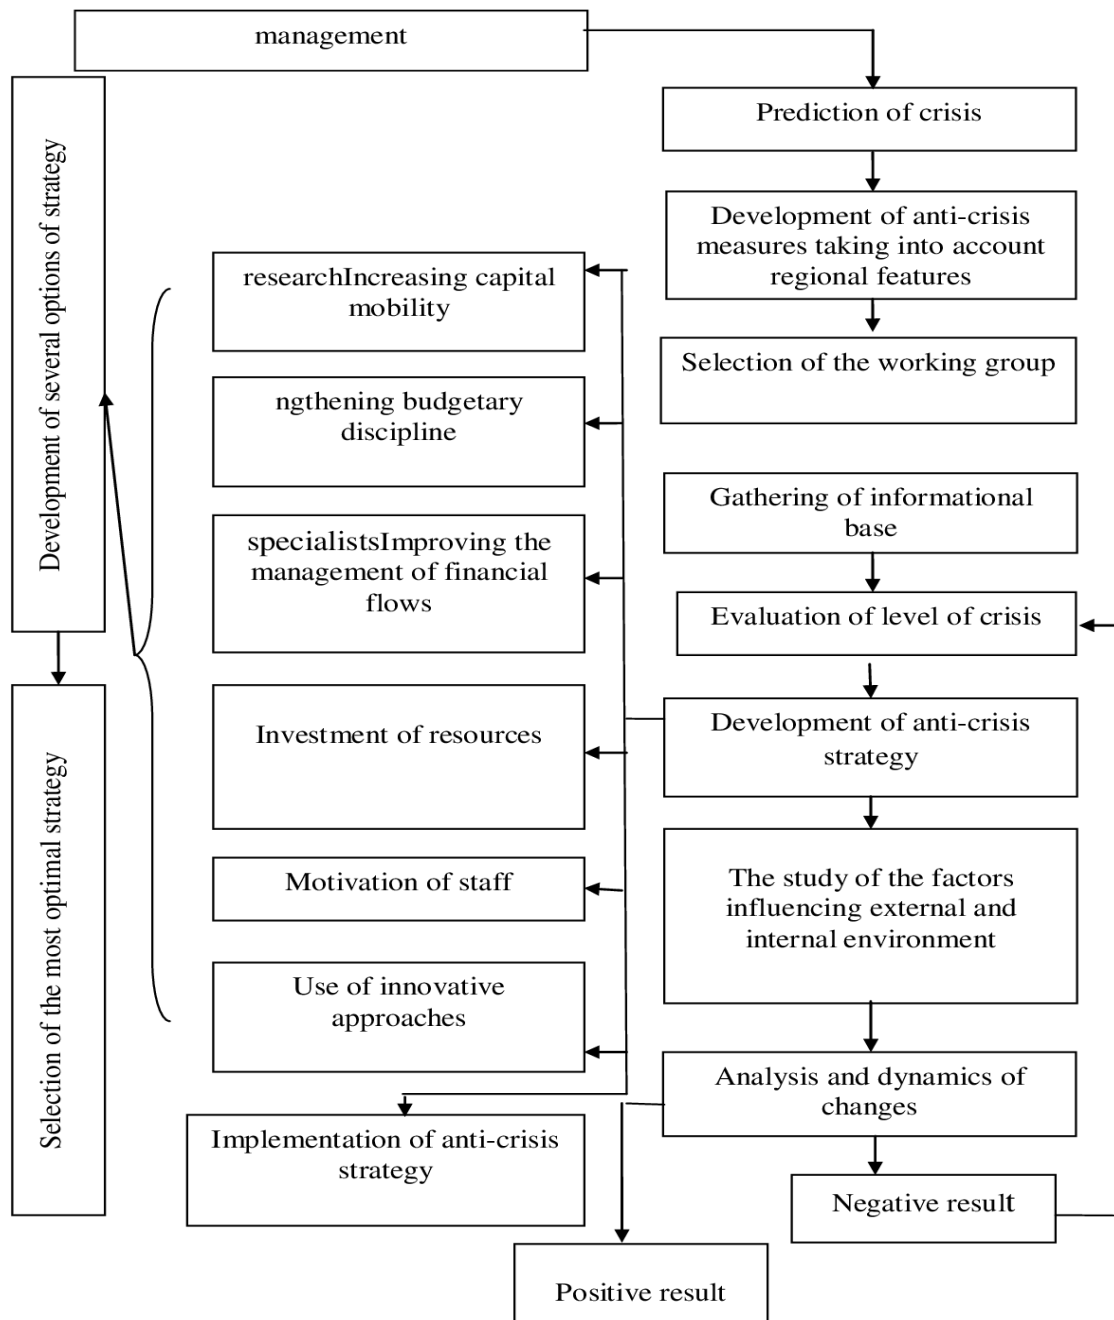 management
Prediction of crisis
Development of anti-crisis
measures taking into account
regional features
Selection of the working group
Gathering of informational
base
Evaluation of level of crisis
Development of anti-crisis
strategy
The study of the factors
influencing external and
internal environment
Analysis and dynamics of
changes
Negative result
Positive result
researchIncreasing capital
mobility
ngthening budgetary
discipline
specialistsImproving the
management of financial
flows
Investment of resources
Motivation of staff
Use of innovative
approaches
Implementation of anti-crisis
strategy
Development of several options of strategy
Selection of the most optimal strategy